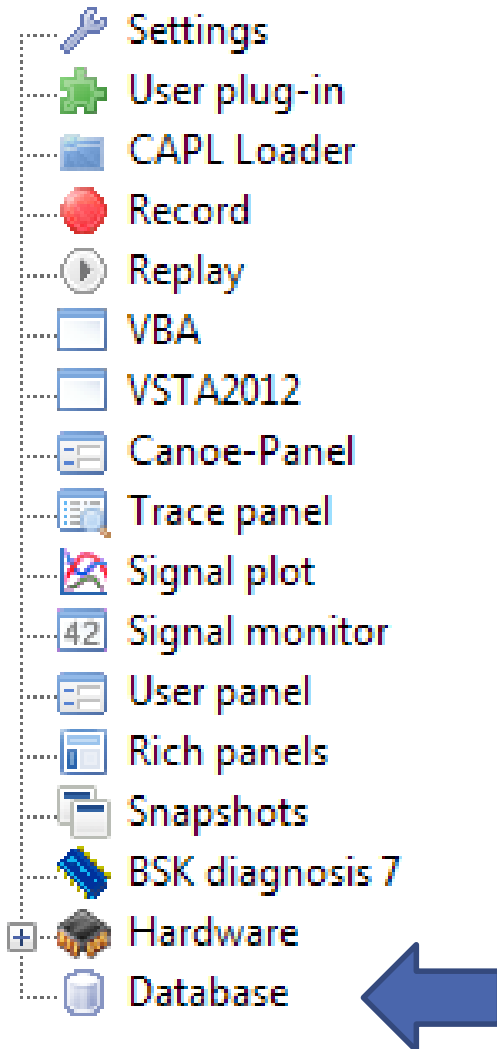 Settings
User plug-in
CAPL Loader
Record
Replay
VBA
VSTA2012
Canoe-Panel
Trace panel
Signal plot
42 Signal monitor
User panel
Rich panels
Snapshots
BSK diagnosis 7
Hardware
Database